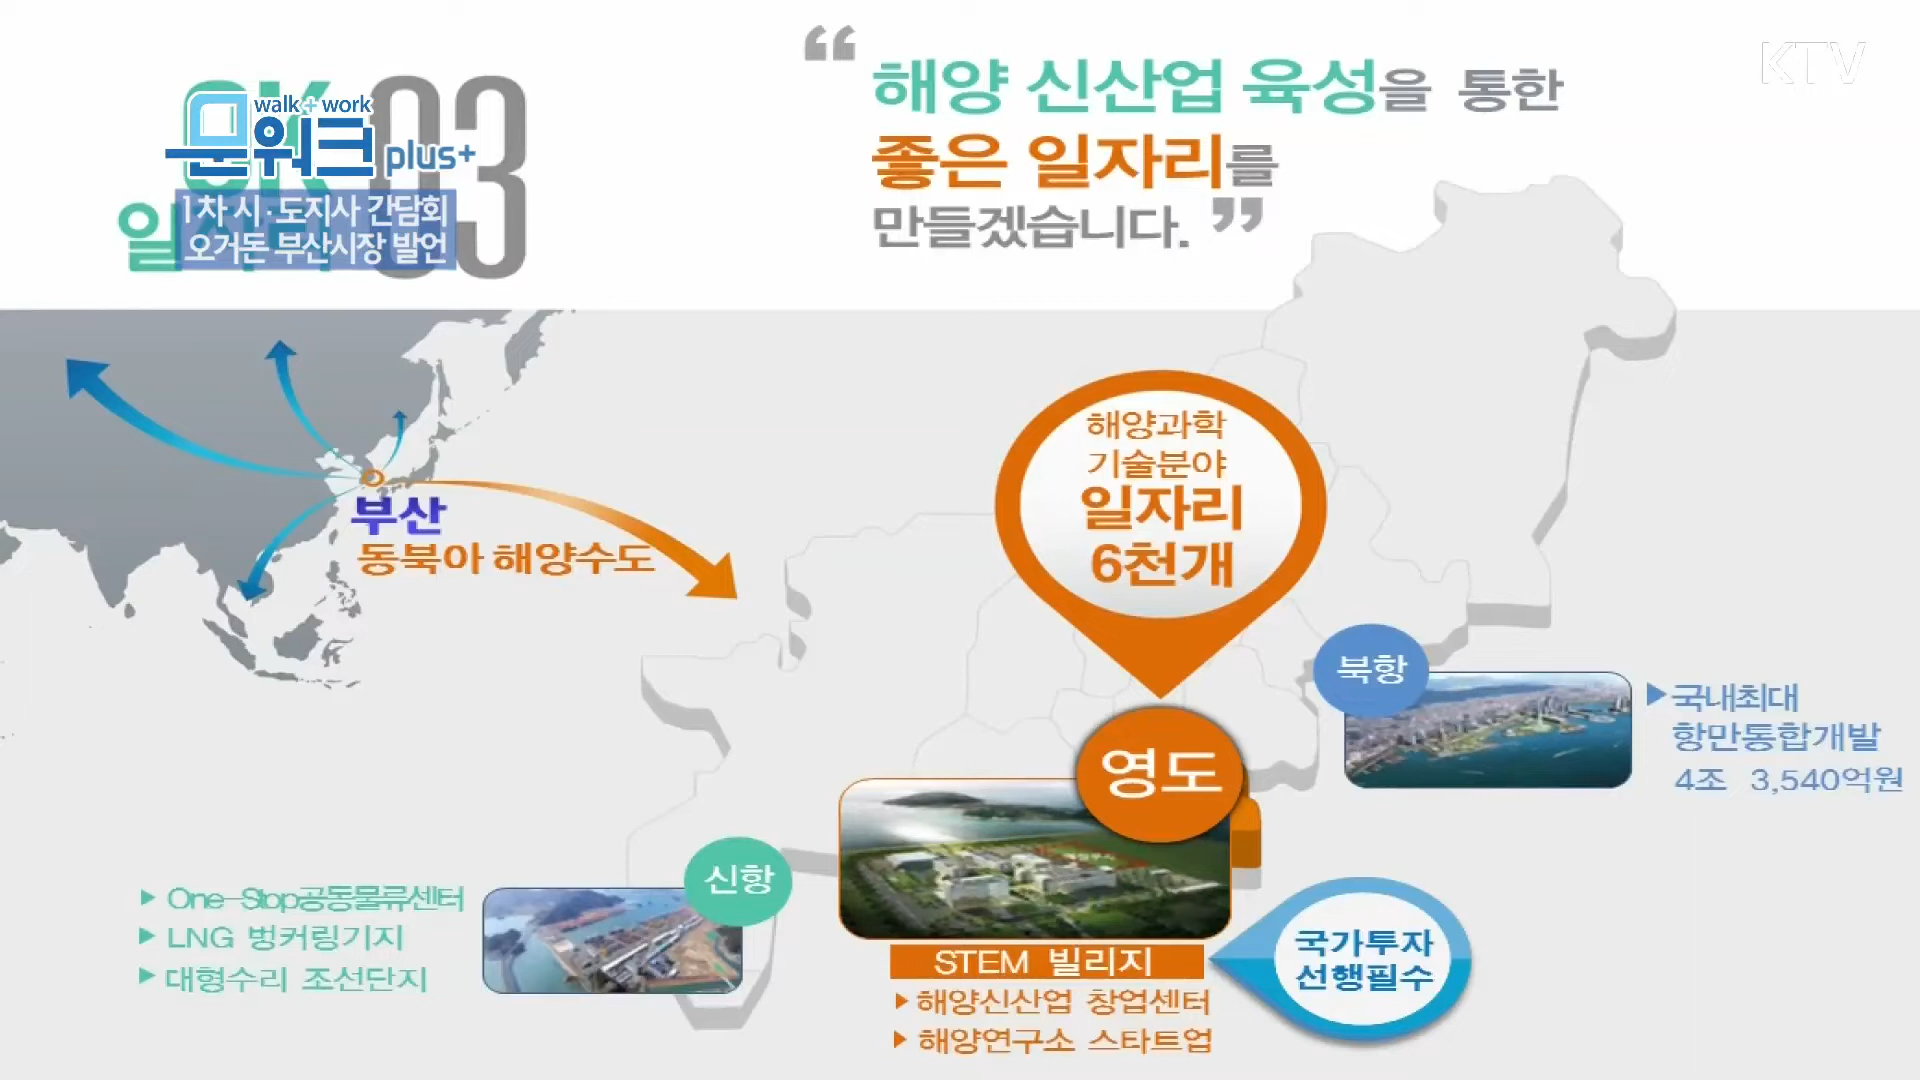 KTV
walk+work
문워크 plus+
1차 시·도지사 간담회
오거돈 부산시장 발언
OK
일자리 03
“해양 신산업 육성을 통한
좋은 일자리를
만들겠습니다.”
부산
동북아 해양수도
해양과학
기술분야
일자리
6천개
북항
▶국내최대
항만통합개발
4조 3,540억원
영도
신항
▶ One-Stop공동물류센터
▶ LNG 벙커링기지
▶ 대형수리 조선단지
STEM 빌리지
▶해양신산업 창업센터
▶해양연구소 스타트업
국가투자
선행필수